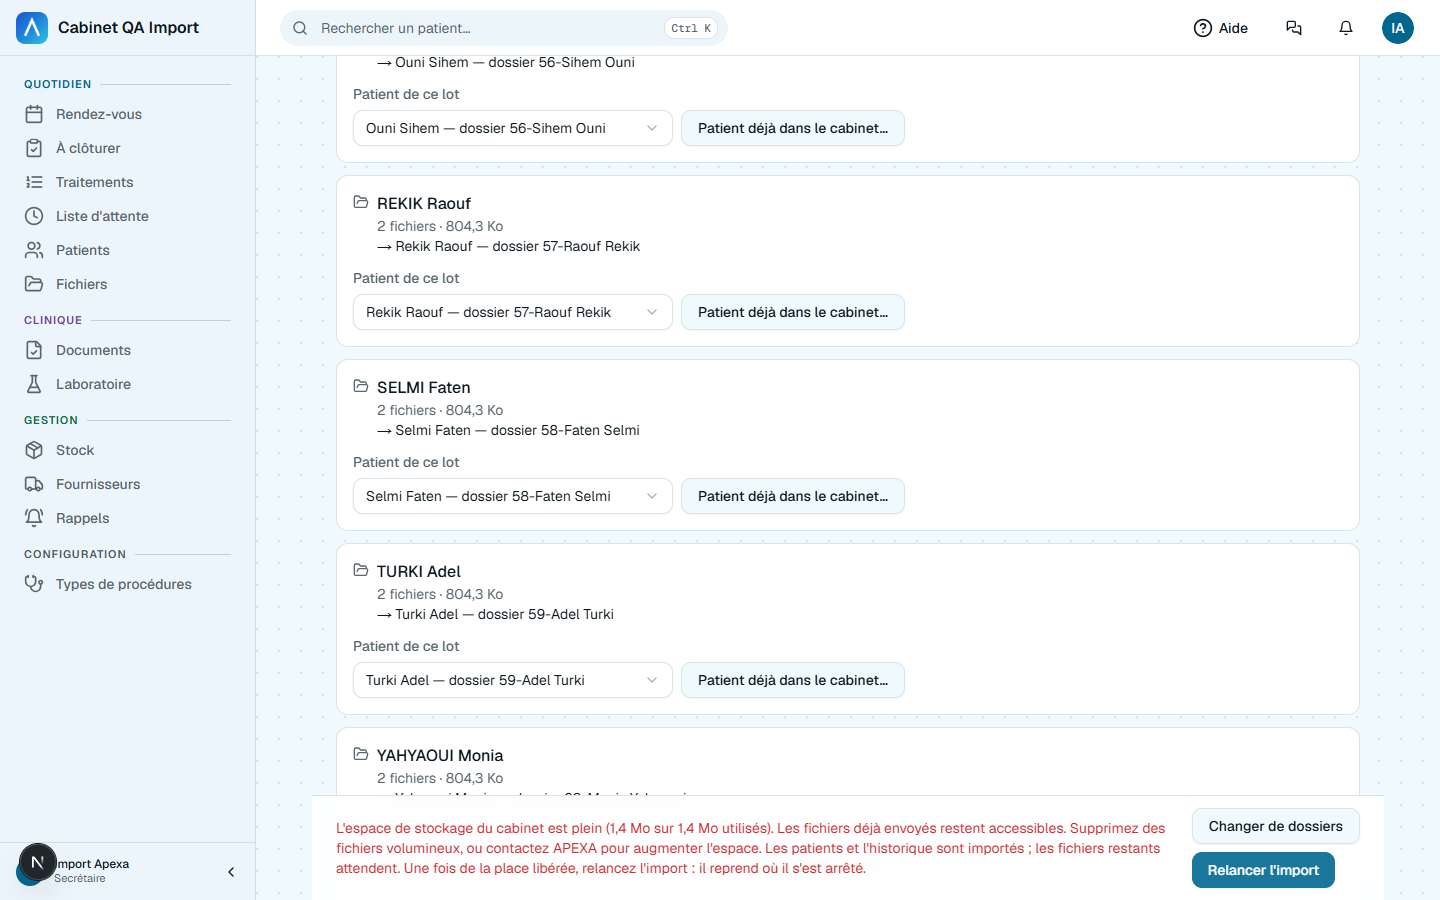 Cabinet QA Import
Rechercher un patient...
Ctrl K
Aide
IA
QUOTIDIEN
Rendez-vous
À clôturer
Traitements
Liste d'attente
Patients
Fichiers
CLINIQUE
Documents
Laboratoire
GESTION
Stock
Fournisseurs
Rappels
CONFIGURATION
Types de procédures
N
mport Apexa
Secrétaire
→ Ouni Sihem — dossier 56-Sihem Ouni
Patient de ce lot
Ouni Sihem — dossier 56-Sihem Ouni
Patient déjà dans le cabinet...
REKIK Raouf
2 fichiers · 804,3 Ko
→ Rekik Raouf — dossier 57-Raouf Rekik
Patient de ce lot
Rekik Raouf — dossier 57-Raouf Rekik
Patient déjà dans le cabinet...
SELMI Faten
2 fichiers · 804,3 Ko
→ Selmi Faten — dossier 58-Faten Selmi
Patient de ce lot
Selmi Faten — dossier 58-Faten Selmi
Patient déjà dans le cabinet...
TURKI Adel
2 fichiers · 804,3 Ko
→ Turki Adel — dossier 59-Adel Turki
Patient de ce lot
Turki Adel — dossier 59-Adel Turki
Patient déjà dans le cabinet...
YAHYAOUI Monia
2 fichiers · 804,3 Ko
L'espace de stockage du cabinet est plein (1,4 Mo sur 1,4 Mo utilisés). Les fichiers déjà envoyés restent accessibles. Supprimez des
fichiers volumineux, ou contactez APEXA pour augmenter l'espace. Les patients et l'historique sont importés ; les fichiers restants
attendent. Une fois de la place libérée, relancez l'import : il reprend où il s'est arrêté.
Changer de dossiers
Relancer l'import